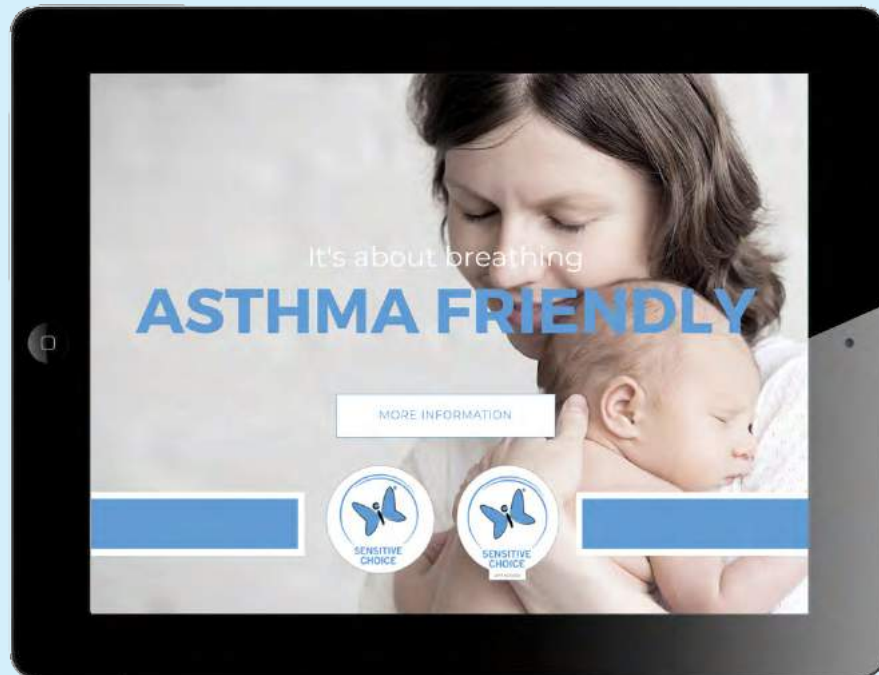 It's about breathing
ASTHMA FRIENDLY
MORE INFORMATION
SENSITIVE
CHOICE
SENSITIVE
CHOICE